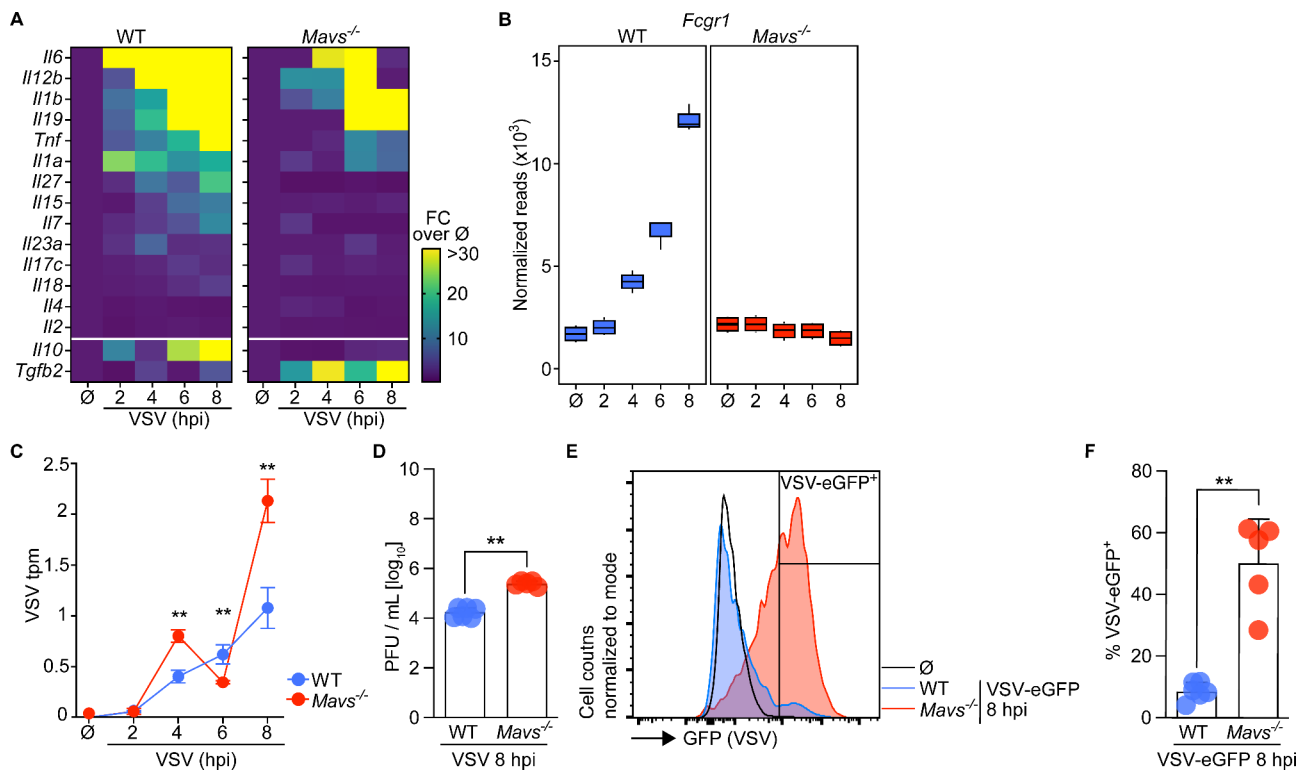 A
WT
Mavs-/-
Il6
Il12b
Il1b
Il19
Tnf
Il1a
Il27
Il15
Il7
Il23a
Il17c
Il18
Il4
Il2
Il10
Tgfb2
Ø 2 4 6 8
VSV (hpi)
Ø 2 4 6 8
VSV (hpi)
FC
over Ø
>30
20
10
B
Fcgr1
WT
Mavs-/-
Normalized reads (x10³)
15
10
5
0
Ø 2 4 6 8
Ø 2 4 6 8
C
VSV tpm
2.5
2
1.5
1
0.5
0
**
**
**
0 2 4 6 8
VSV (hpi)
WT
Mavs-/-
D
PFU / mL [log10]
10
8
6
4
2
0
**
WT Mavs-/-
VSV 8 hpi
E
Cell coutns
normalized to mode
VSV-eGFP+
GFP (VSV)
Ø
WT
Mavs-/-
VSV-eGFP
8 hpi
F
% VSV-eGFP+
80
60
40
20
0
**
WT Mavs-/-
VSV-eGFP 8 hpi